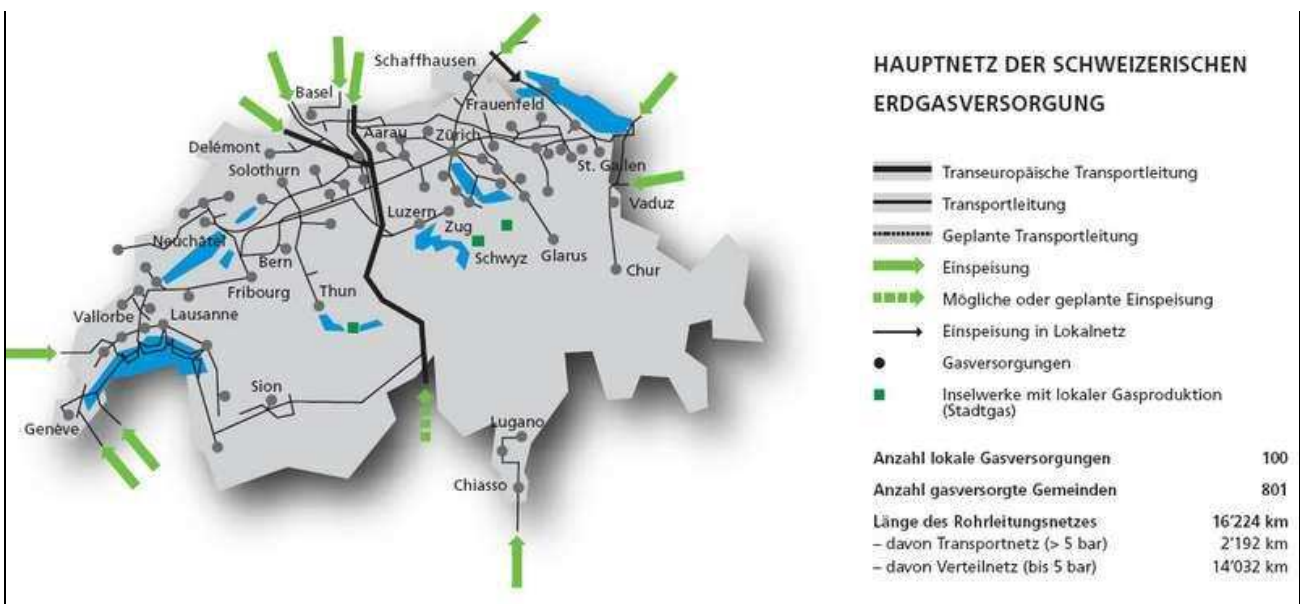 Schaffhausen
Basel
Frauenfeld
Aarau
Zürich
Delémont
Solothurn
St. Gallen
Vaduz
Luzern
Zug
Neuchâtel
Schwyz
Glarus
Bern
Chur
Fribourg
Thun
Vallorbe
Lausanne
Sion
Genève
Lugano
Chiasso
HAUPTNETZ DER SCHWEIZERISCHEN
ERDGASVERSORGUNG
Transeuropäische Transportleitung
Transportleitung
Geplante Transportleitung
Einspeisung
Mögliche oder geplante Einspeisung
Einspeisung in Lokalnetz
Gasversorgungen
Inselwerke mit lokaler Gasproduktion
(Stadtgas)
Anzahl lokale Gasversorgungen 100
Anzahl gasversorgte Gemeinden 801
Länge des Rohrleitungsnetzes 16'224 km
– davon Transportnetz (> 5 bar) 2'192 km
– davon Verteilnetz (bis 5 bar) 14'032 km